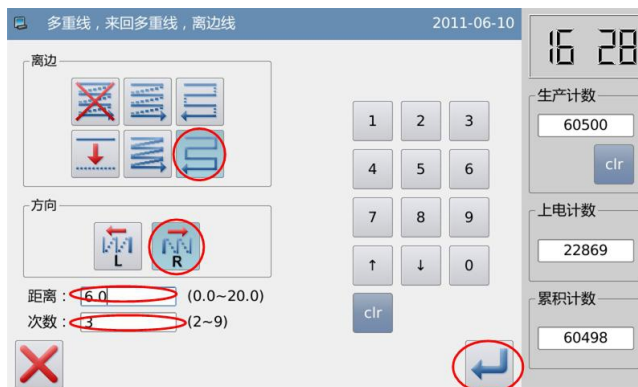 多重线，来回多重线，离边线 2011-06-10
16 28
离边
方向
L R
距离： 6.0 (0.0~20.0)
次数： 3 (2~9)
1 2 3
4 5 6
7 8 9
↑ ↓ 0
clr
生产计数
60500
clr
上电计数
22869
累积计数
60498